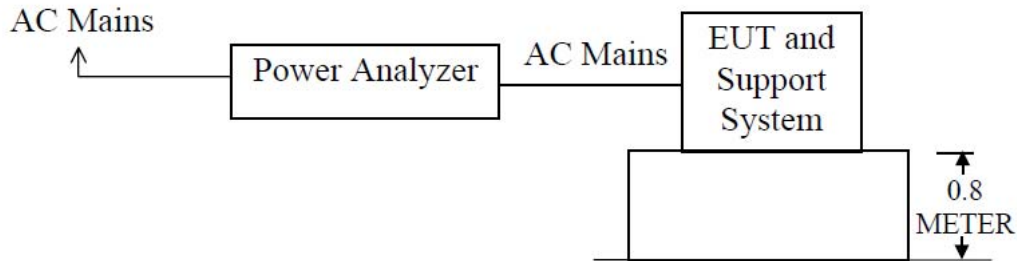 AC Mains
Power Analyzer
AC Mains
EUT and
Support
System
0.8
METER